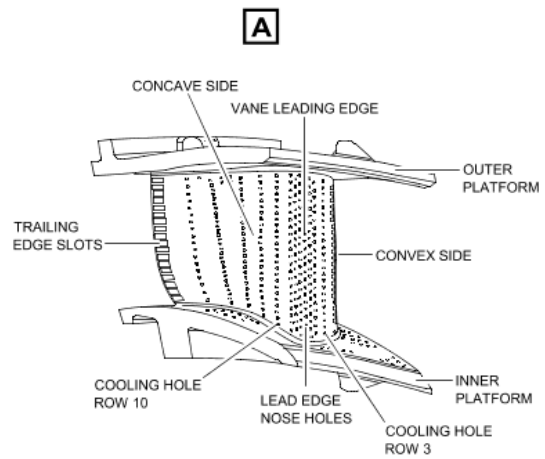 A
CONCAVE SIDE
VANE LEADING EDGE
OUTER
PLATFORM
TRAILING
EDGE SLOTS
CONVEX SIDE
COOLING HOLE
ROW 10
LEAD EDGE
NOSE HOLES
INNER
PLATFORM
COOLING HOLE
ROW 3